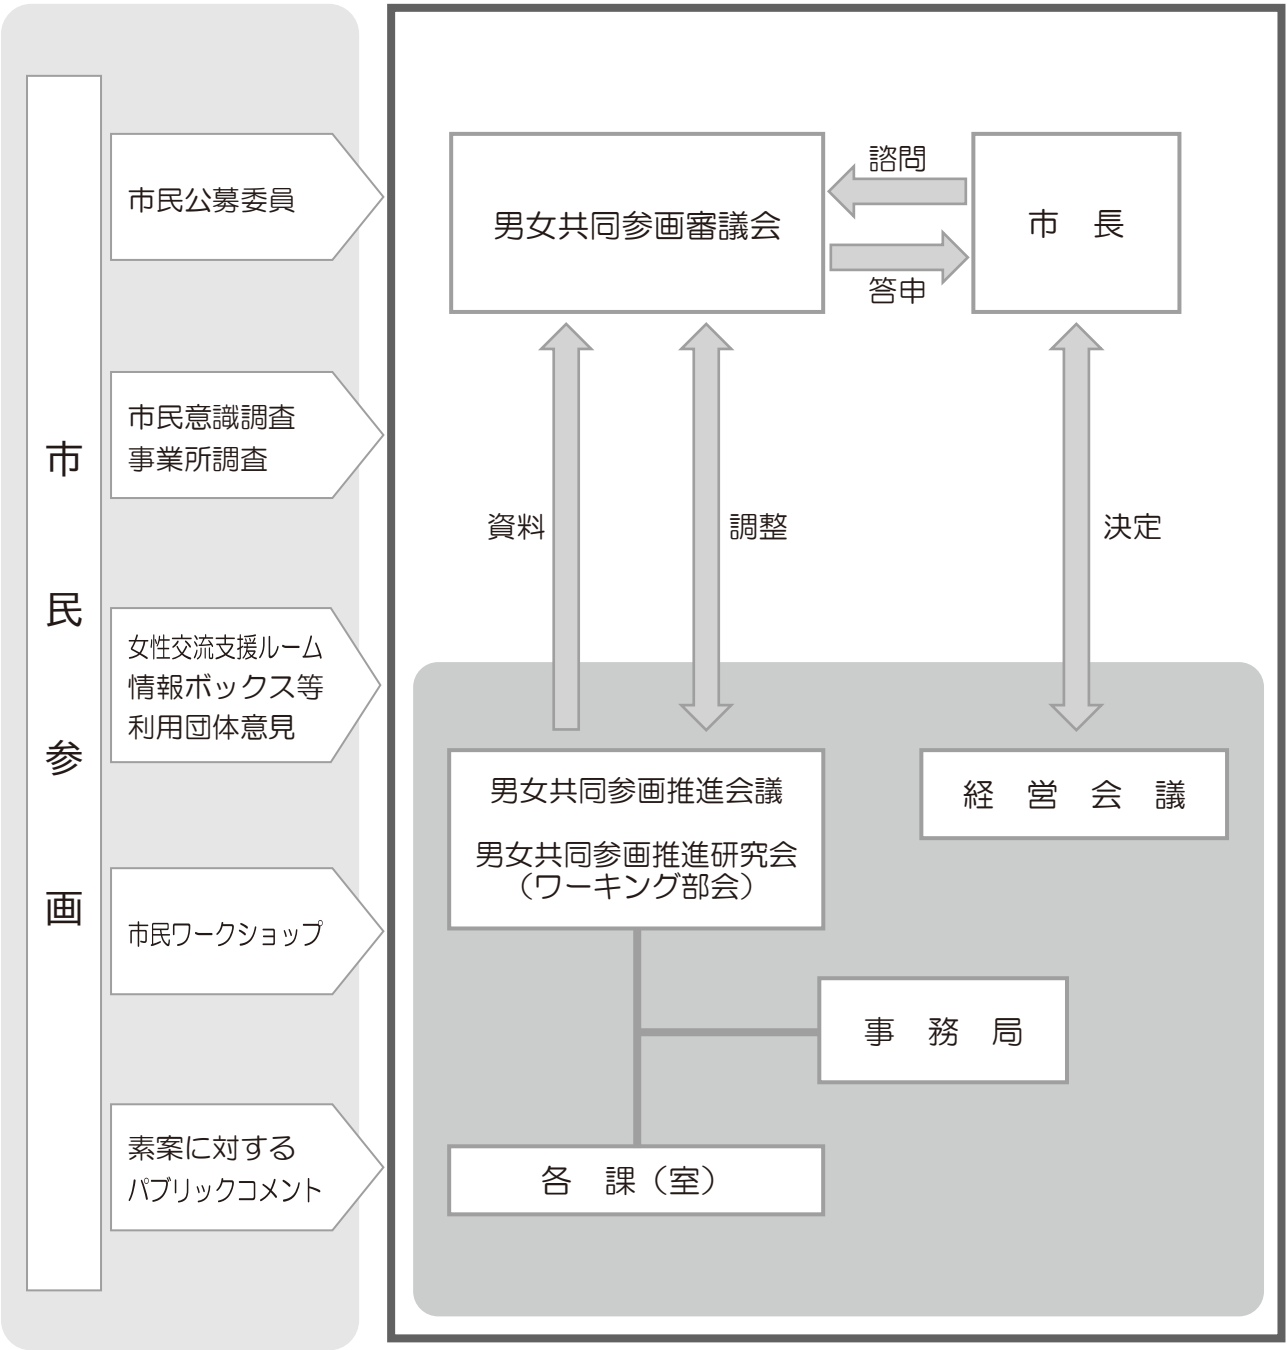 市民参画
市民公募委員
市民意識調査
事業所調査
女性交流支援ルーム
情報ボックス等
利用団体意見
市民ワークショップ
素案に対する
パブリックコメント
男女共同参画審議会
諮問
答申
市　長
資料
調整
決定
男女共同参画推進会議
男女共同参画推進研究会
（ワーキング部会）
経　営　会　議
事　務　局
各　課（室）